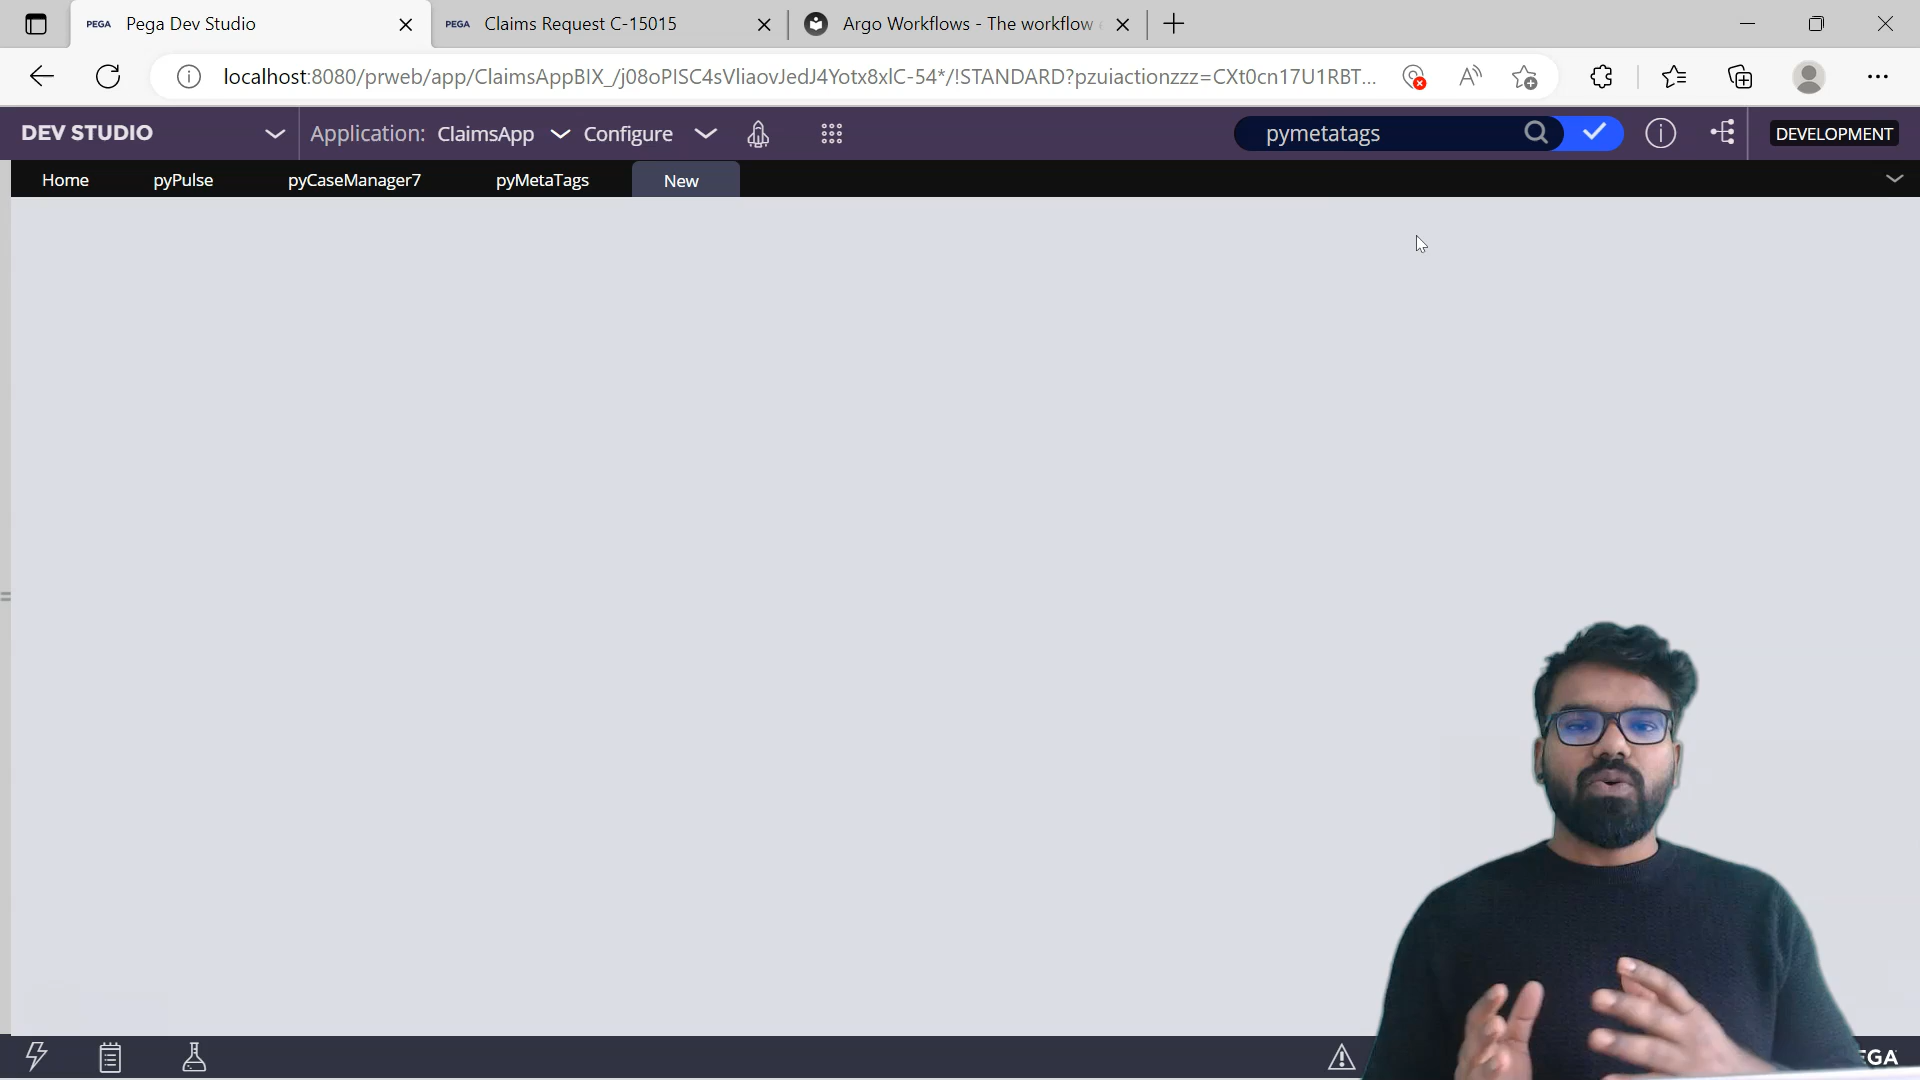 PEGA Pega Dev Studio
PEGA Claims Request C-15015
Argo Workflows - The workflow
localhost:8080/prweb/app/ClaimsAppBIX_/j08oPISC4sVliaovJedJ4Yotx8xlC-54*/!STANDARD?pzuiactionzzz=CXt0cn17U1RBT...
DEV STUDIO
Application: ClaimsApp
Configure
pymetatags
DEVELOPMENT
Home
pyPulse
pyCaseManager7
pyMetaTags
New
EGA